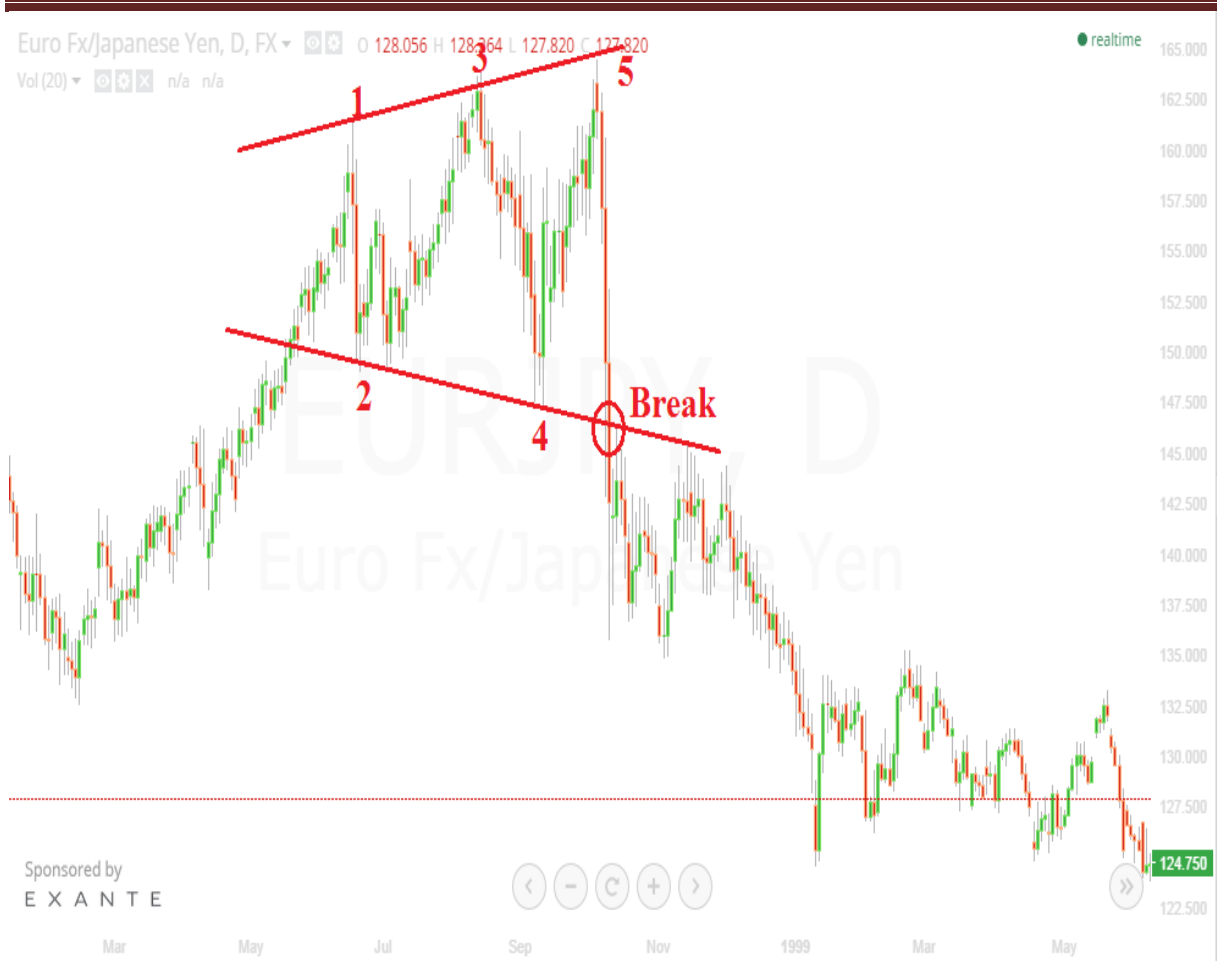 Euro Fx/Japanese Yen, D, FX O 128.056 H 128.364 L 127.820 C 127.820
realtime
Vol (20) n/a n/a
165.000
162.500
160.000
157.500
155.000
152.500
150.000
147.500
145.000
142.500
140.000
137.500
135.000
132.500
130.000
127.500
124.750
122.500
1
3
5
2
4
Break
EURJPY, D
Euro Fx/Japanese Yen
Sponsored by
EXANTE
Mar May Jul Sep Nov 1999 Mar May